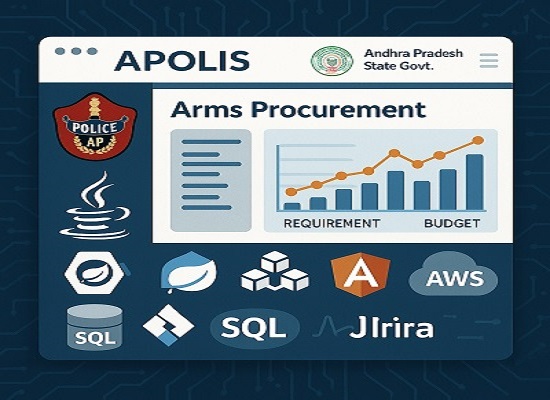 APOLIS
Andhra Pradesh
State Govt.
POLICE
AP
Arms Procurement
REQUIREMENT BUDGET
A
AWS
SQL
SQL
JIrira